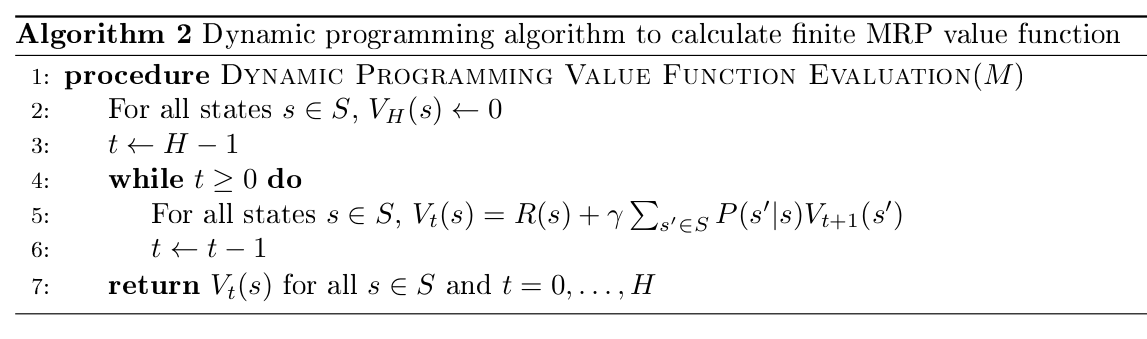 Algorithm 2 Dynamic programming algorithm to calculate finite MRP value function
1: procedure Dynamic Programming Value Function Evaluation(M)
2: For all states s ∈ S, V_H(s) ← 0
3: t ← H − 1
4: while t ≥ 0 do
5: For all states s ∈ S, V_t(s) = R(s) + γ ∑_{s'∈S} P(s'|s)V_{t+1}(s')
6: t ← t − 1
7: return V_t(s) for all s ∈ S and t = 0, . . . , H